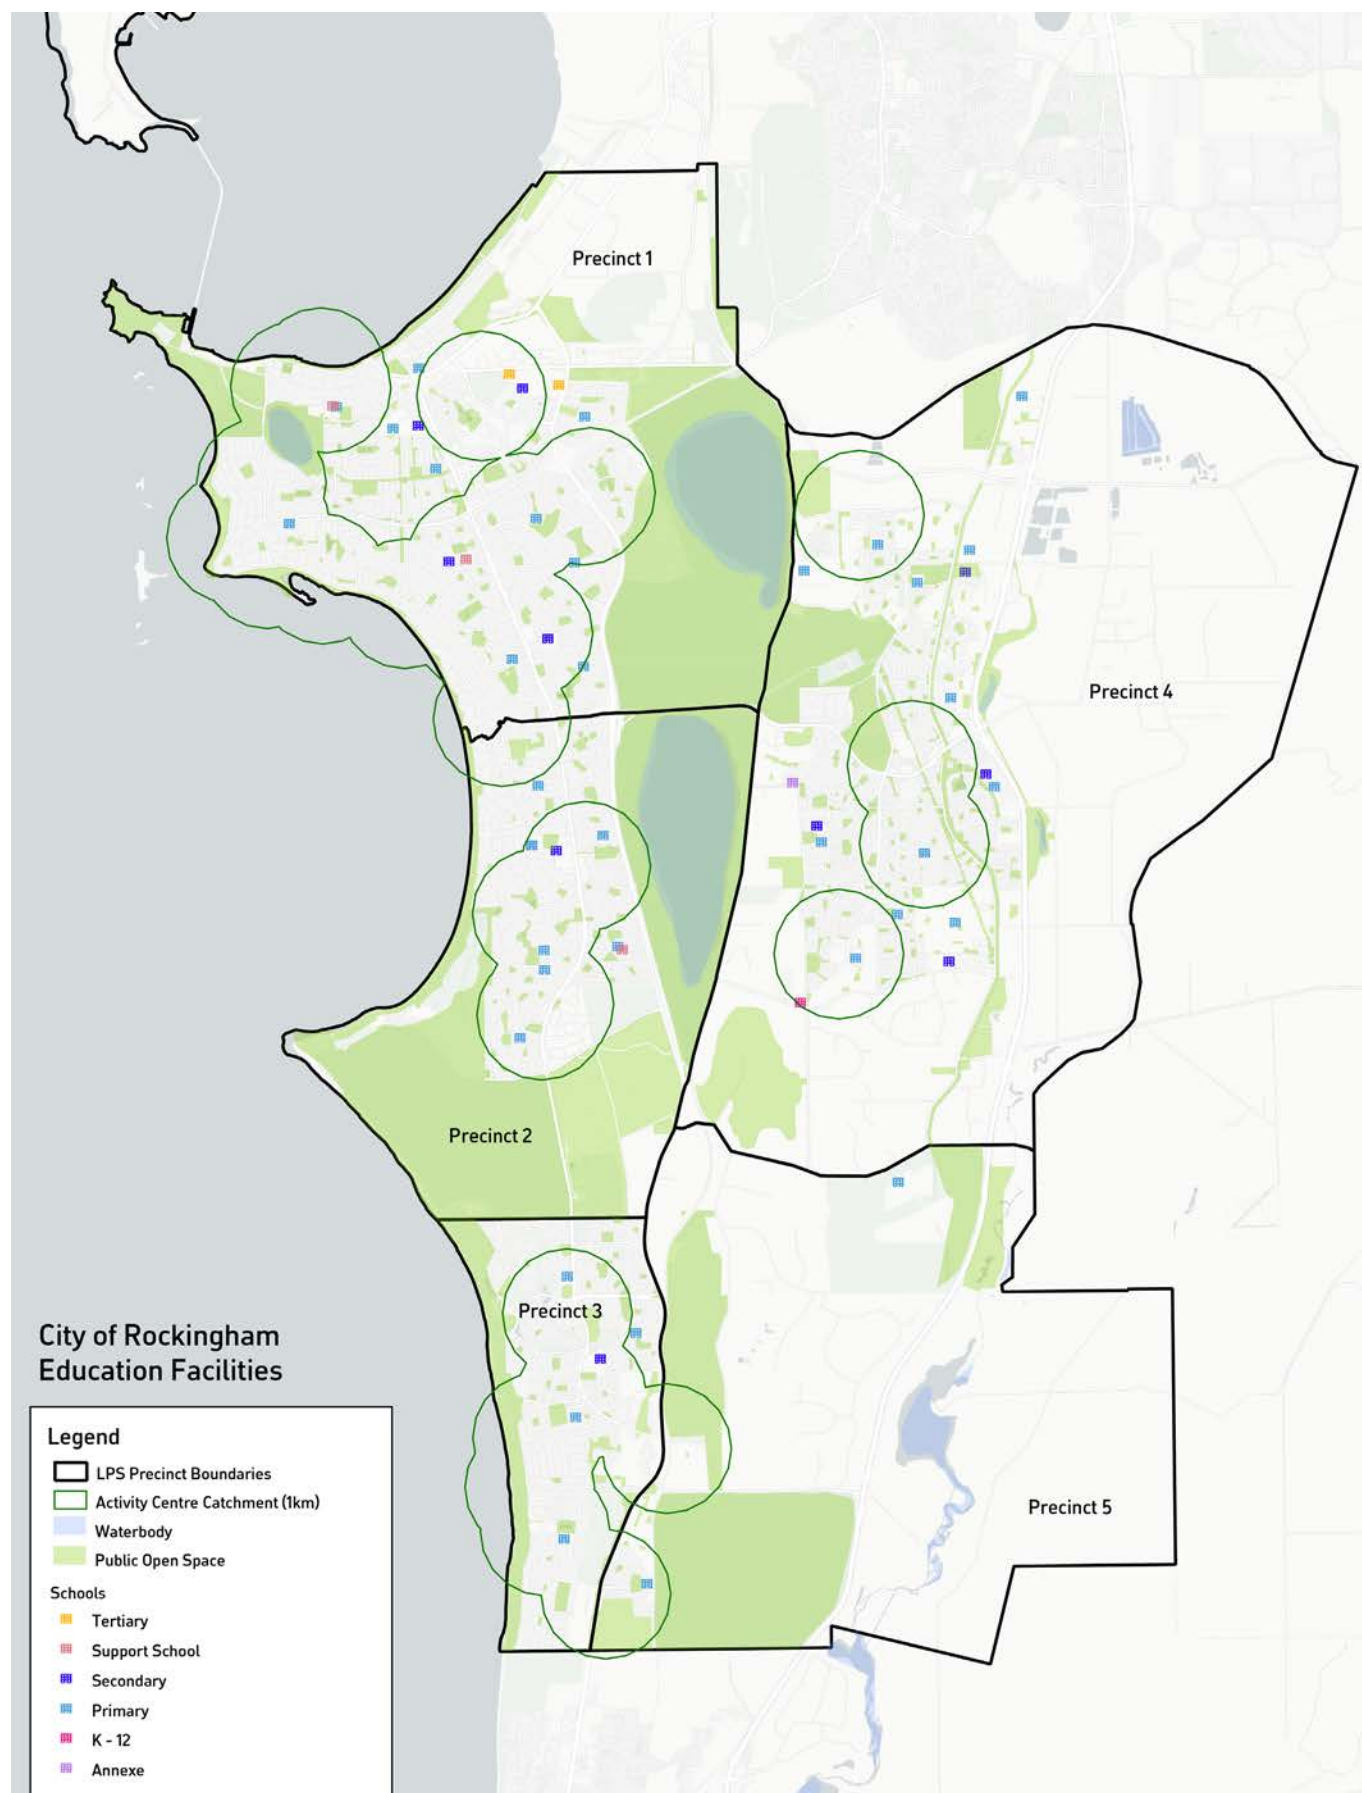 Precinct 1
Precinct 4
Precinct 2
Precinct 3
Precinct 5
City of Rockingham
Education Facilities
Legend
LPS Precinct Boundaries
Activity Centre Catchment (1km)
Waterbody
Public Open Space
Schools
Tertiary
Support School
Secondary
Primary
K - 12
Annexe